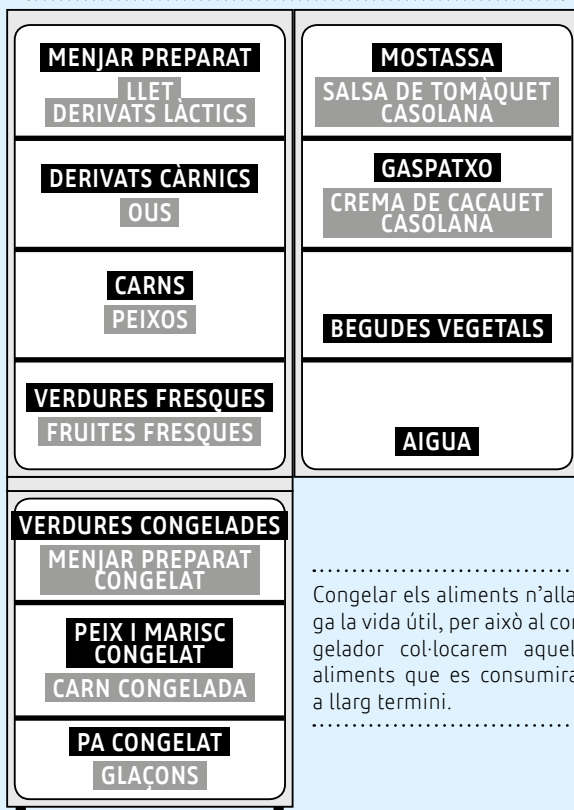 MENJAR PREPARAT
LLET
DERIVATS LÀCTICS
DERIVATS CÀRNICS
OUS
CARNS
PEIXOS
VERDURES FRESQUES
FRUITES FRESQUES
MOSTASSA
SALSA DE TOMÀQUET
CASOLANA
GASPATXO
CREMA DE CACAUET
CASOLANA
BEGUDES VEGETALS
AIGUA
VERDURES CONGELADES
MENJAR PREPARAT
CONGELAT
PEIX I MARISC
CONGELAT
CARN CONGELADA
PA CONGELAT
GLAÇONS
Congelar els aliments n’alla
ga la vida útil, per això al con
gelador col·locarem aquel
aliments que es consumira
a llarg termini.